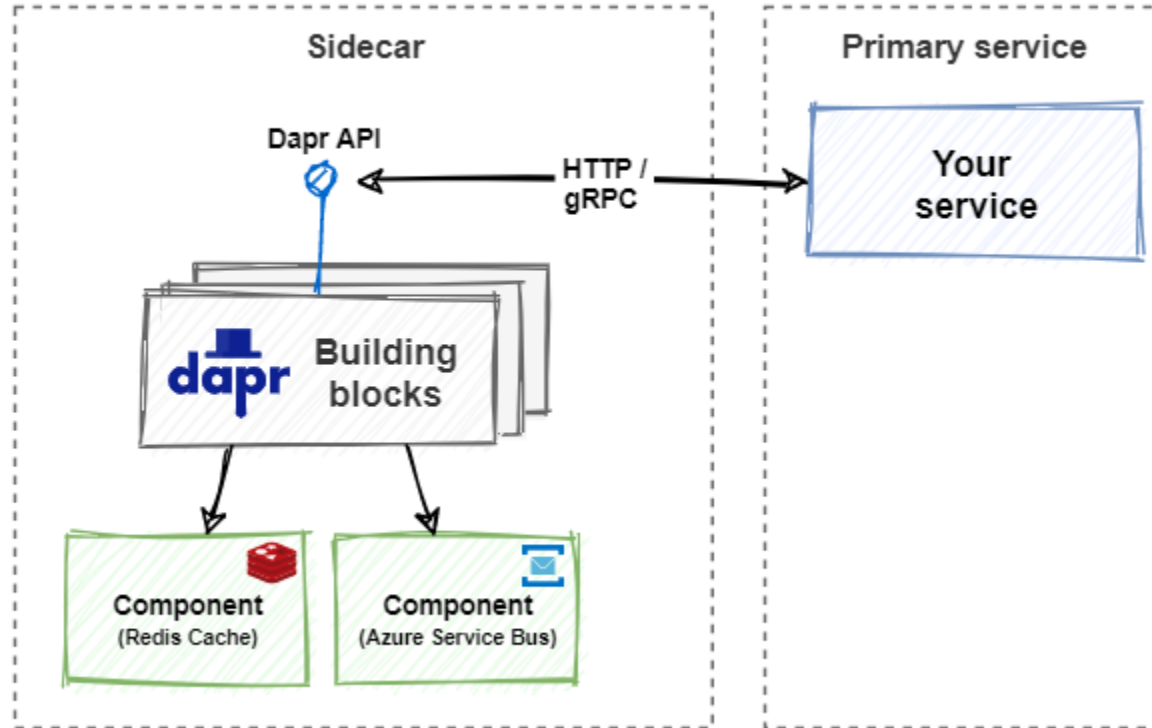 Sidecar
Primary service
Dapr API
HTTP /
gRPC
Your
service
dapr
Building
blocks
Component
(Redis Cache)
Component
(Azure Service Bus)